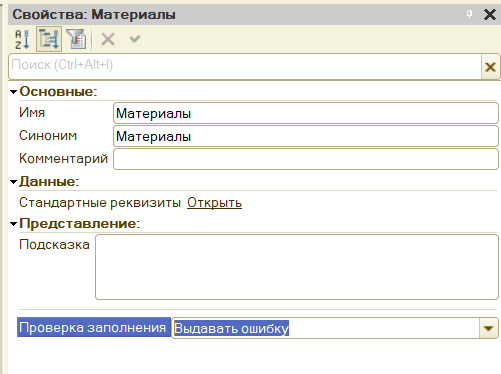 Свойства: Материалы
Поиск (Ctrl+Alt+I)
Основные:
Имя Материалы
Синоним Материалы
Комментарий
Данные:
Стандартные реквизиты Открыть
Представление:
Подсказка
Проверка заполнения Выдавать ошибку